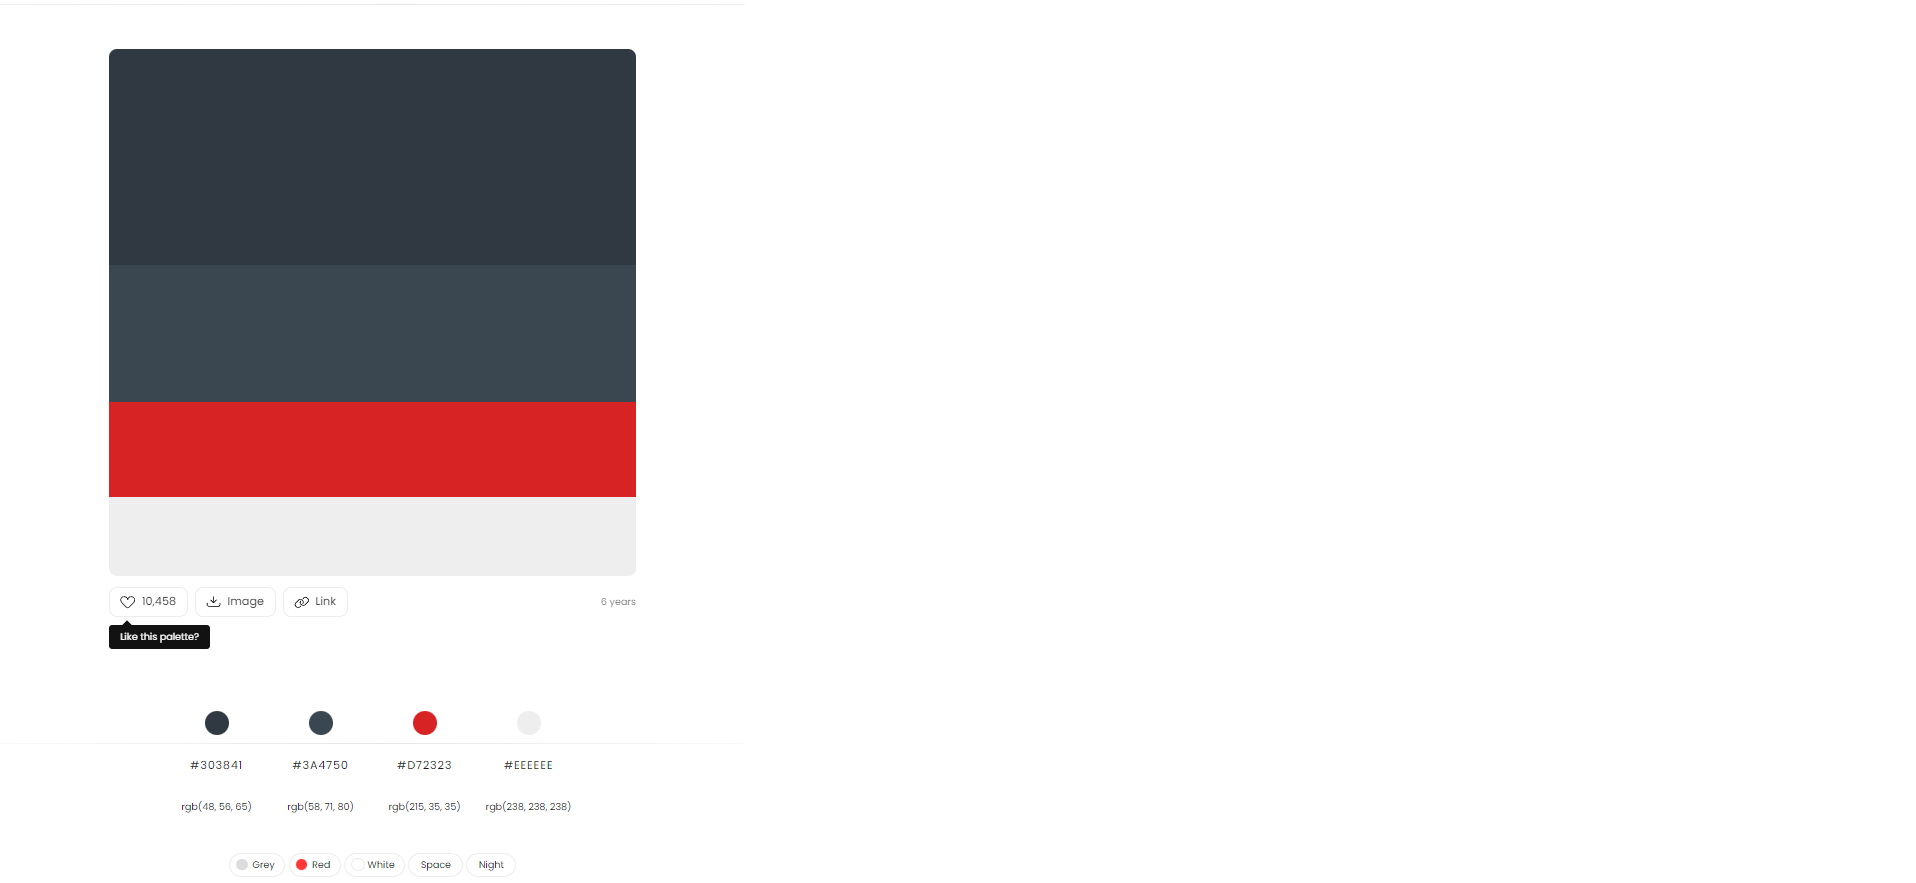 10,458 Image Link 6 years
Like this palette?
#303841 #3A4750 #D72323 #EEEEEE
rgb(48, 56, 65) rgb(58, 71, 80) rgb(215, 35, 35) rgb(238, 238, 238)
Grey Red White Space Night